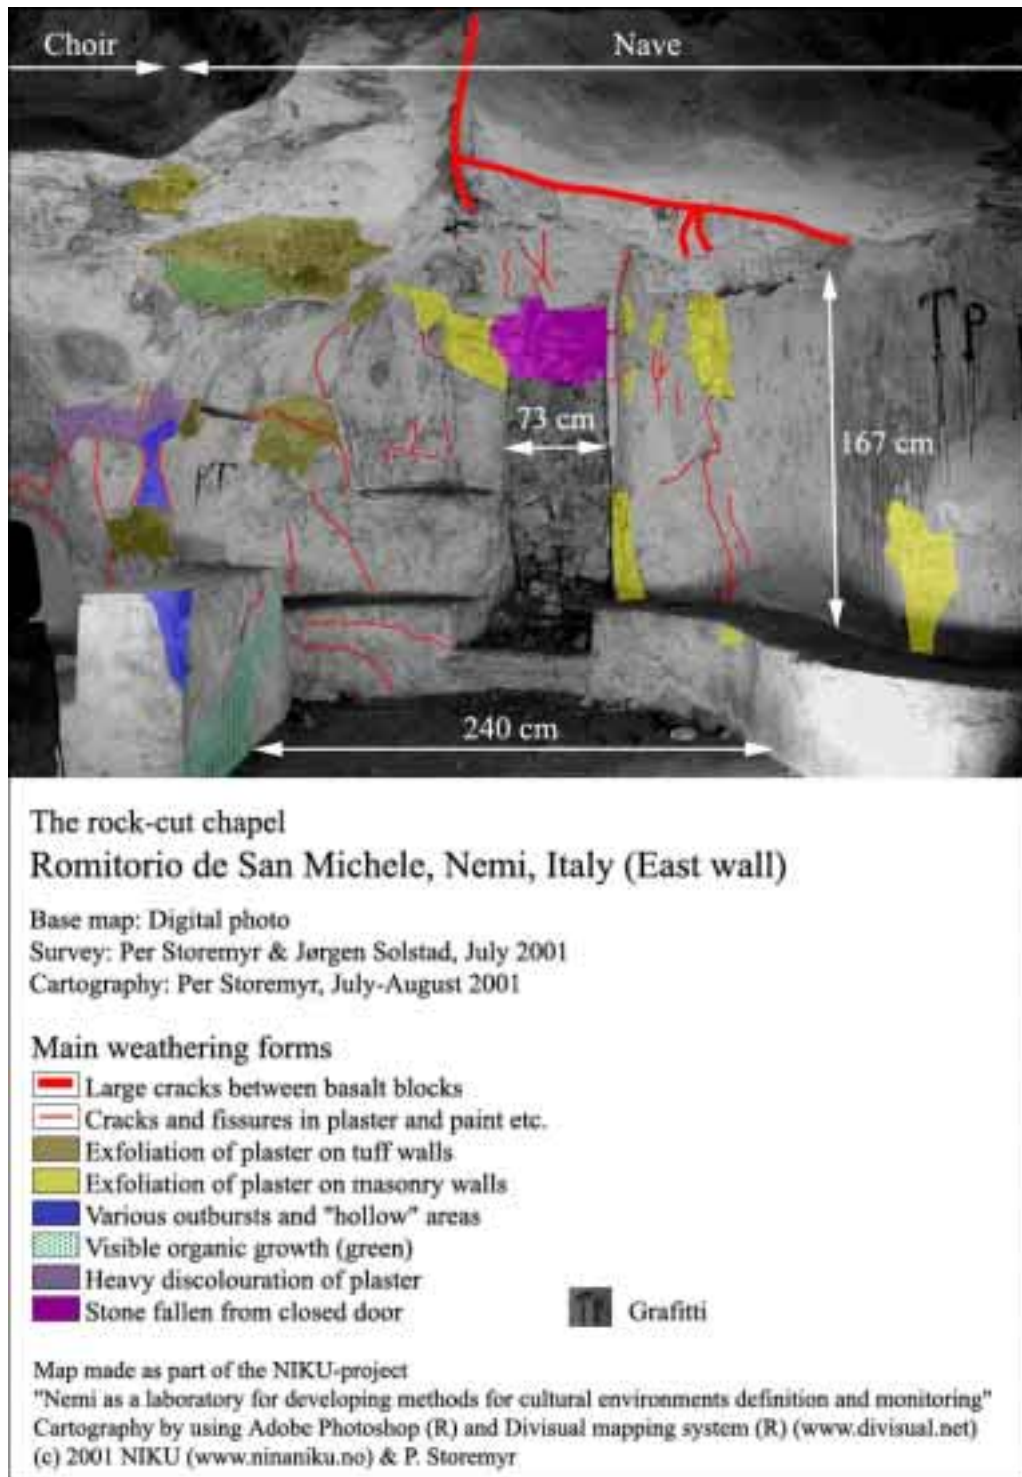 Choir
Nave
TP
73 cm
167 cm
PT
240 cm
The rock-cut chapel
Romitorio de San Michele, Nemi, Italy (East wall)
Base map: Digital photo
Survey: Per Storemyr & Jørgen Solstad, July 2001
Cartography: Per Storemyr, July-August 2001
Main weathering forms
Large cracks between basalt blocks
Cracks and fissures in plaster and paint etc.
Exfoliation of plaster on tuff walls
Exfoliation of plaster on masonry walls
Various outbursts and "hollow" areas
Visible organic growth (green)
Heavy discolouration of plaster
Stone fallen from closed door
TP Grafitti
Map made as part of the NIKU-project
"Nemi as a laboratory for developing methods for cultural environments definition and monitoring"
Cartography by using Adobe Photoshop (R) and Divisual mapping system (R) (www.divisual.net)
(c) 2001 NIKU (www.ninaniku.no) & P. Storemyr